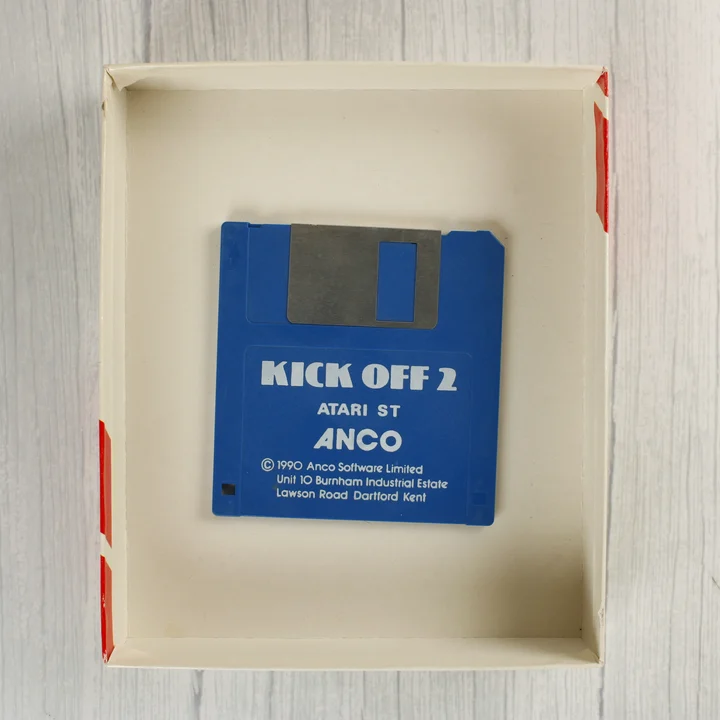 KICK OFF 2
ATARI ST
ANCO
© 1990 Anco Software Limited
Unit 10 Burnham Industrial Estate
Lawson Road Dartford Kent